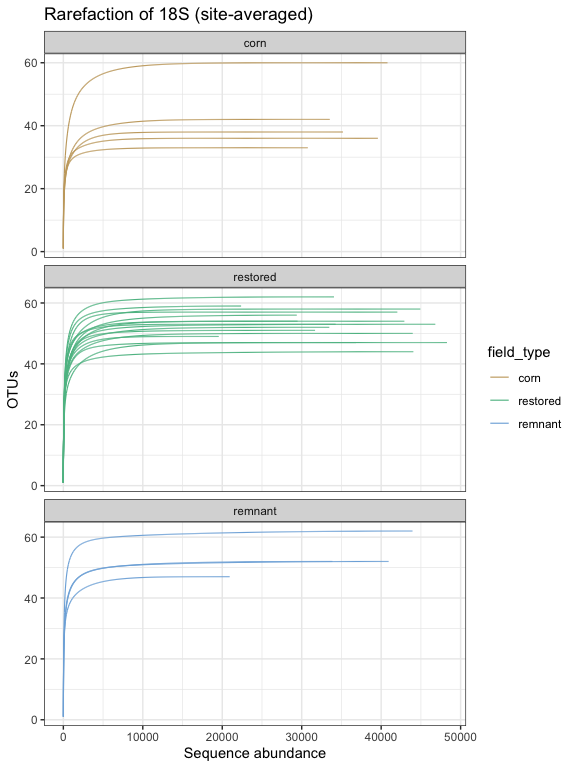 Rarefaction of 18S (site-averaged)
corn
60
40
20
0
restored
60
40
20
0
remnant
60
40
20
0
0 10000 20000 30000 40000 50000
Sequence abundance
OTUs
field_type
corn
restored
remnant